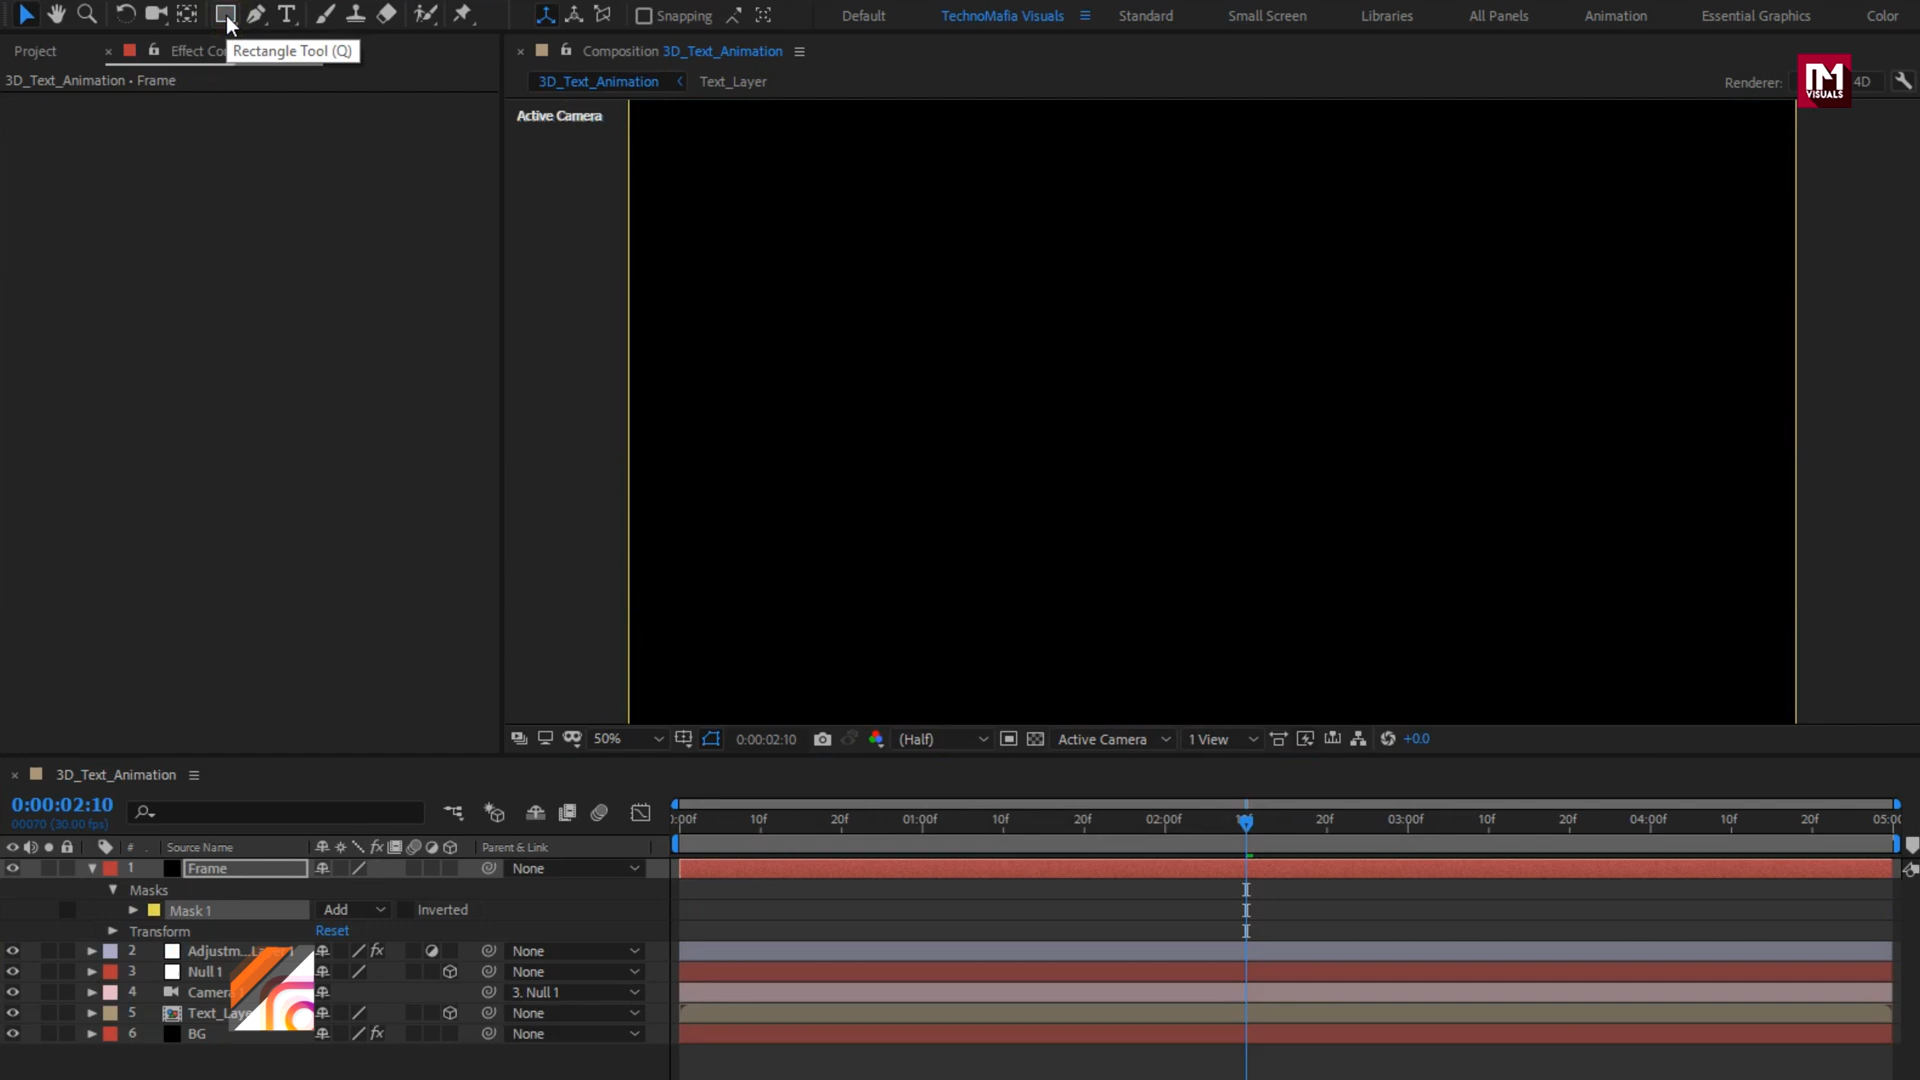 Snapping
Default
TechnoMafia Visuals
Standard
Small Screen
Libraries
All Panels
Animation
Essential Graphics
Color
Project
Effect Co
Rectangle Tool (Q)
Composition 3D_Text_Animation
3D_Text_Animation • Frame
3D_Text_Animation
Text_Layer
Renderer:
4D
VISUALS
Active Camera
50%
0:00:02:10
(Half)
Active Camera
1 View
+0.0
3D_Text_Animation
0:00:02:10
00070 (30.00 fps)
:00f 10f 20f 01:00f 10f 20f 02:00f 20f 03:00f 10f 20f 04:00f 10f 20f 05:00
# Source Name Parent & Link
1 Frame None
Masks
Mask 1 Add Inverted
Transform Reset
2 Adjustm...Layer 1 None
3 Null 1 None
4 Camera 3. Null 1
5 Text_Laye None
6 BG None